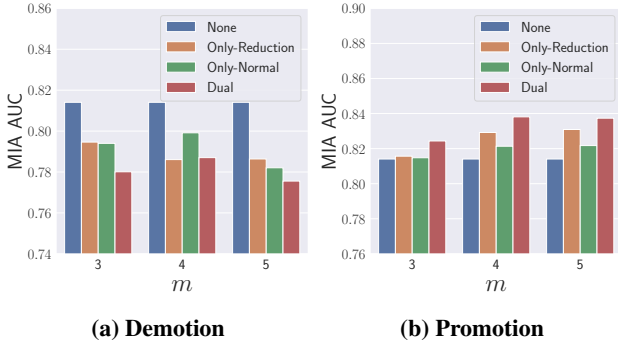 0.86
0.84
0.82
0.80
0.78
0.76
0.74
MIA AUC
None
Only-Reduction
Only-Normal
Dual
3
4
5
m
(a) Demotion
0.90
0.88
0.86
0.84
0.82
0.80
0.78
0.76
MIA AUC
None
Only-Reduction
Only-Normal
Dual
3
4
5
m
(b) Promotion